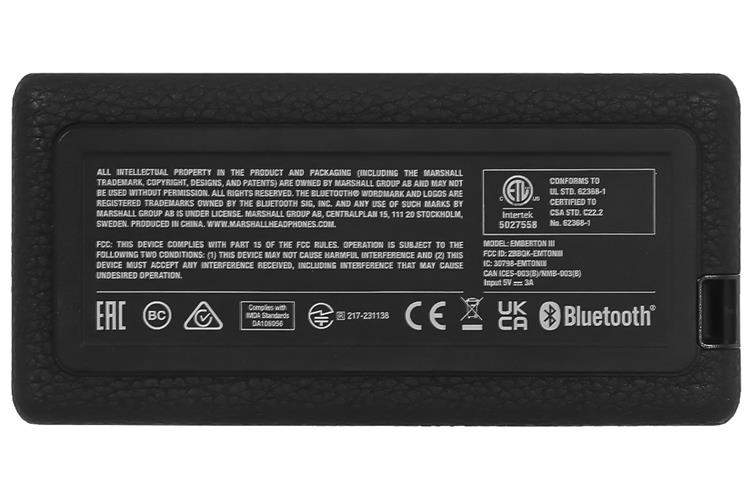 ALL INTELLECTUAL PROPERTY IN THE PRODUCT AND PACKAGING (INCLUDING THE MARSHALL
TRADEMARK, COPYRIGHT, DESIGNS, AND PATENTS) ARE OWNED BY MARSHALL GROUP AB AND MAY NOT
BE USED WITHOUT PERMISSION. ALL RIGHTS RESERVED. THE BLUETOOTH® WORDMARK AND LOGOS ARE
REGISTERED TRADEMARKS OWNED BY THE BLUETOOTH SIG, INC. AND ANY USE OF SUCH MARKS BY
MARSHALL GROUP AB IS UNDER LICENSE. MARSHALL GROUP AB, CENTRALPLAN 15, 111 20 STOCKHOLM,
SWEDEN. PRODUCED IN CHINA. WWW.MARSHALLHEADPHONES.COM
FCC: THIS DEVICE COMPLIES WITH PART 15 OF THE FCC RULES. OPERATION IS SUBJECT TO THE
FOLLOWING TWO CONDITIONS: (1) THIS DEVICE MAY NOT CAUSE HARMFUL INTERFERENCE AND (2) THIS
DEVICE MUST ACCEPT ANY INTERFERENCE RECEIVED, INCLUDING INTERFERENCE THAT MAY CAUSE
UNDESIRED OPERATION.
ETL
C US
Intertek
5027558
CONFORMS TO
UL STD. 62368-1
CERTIFIED TO
CSA STD. C22.2
No. 62368-1
MODEL: EMBERTON III
FCC ID: 2BBQK-EMTONIII
IC: 30798-EMTONIII
CAN ICES-003(B)/NMB-003(B)
Input 5V ⎓ 3A
EAC
BC
Complies with
IMDA Standards
DA108056
R 217-231138
CE
UK
CA
Bluetooth®